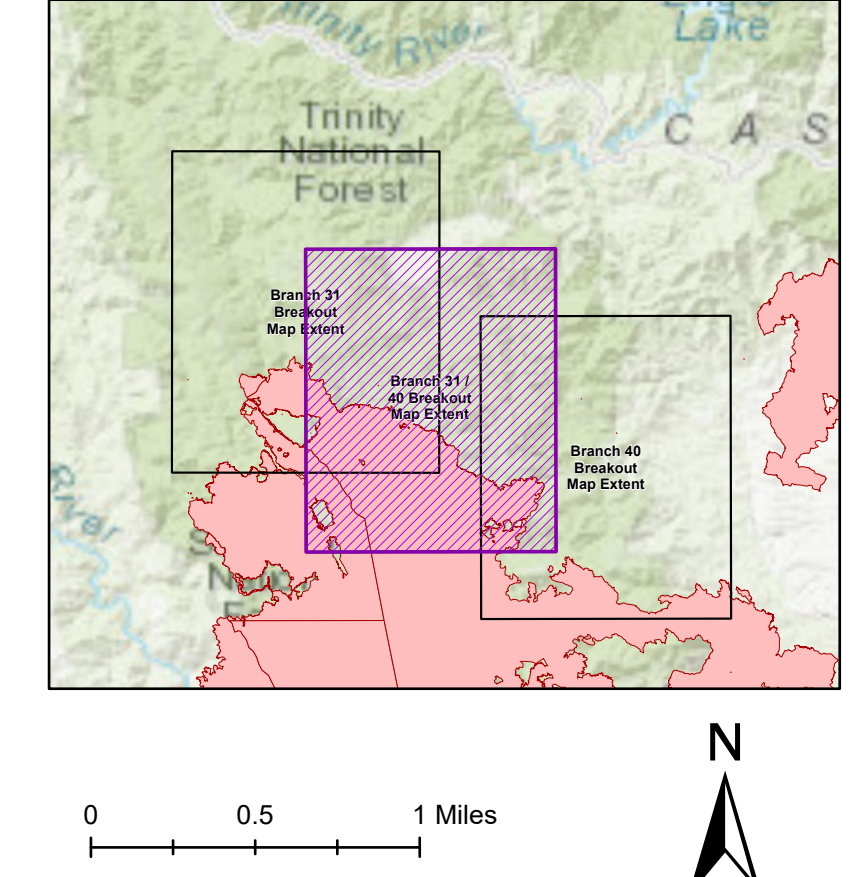 Trinity River
Lake
Trinity
National
Forest
C A S
Branch 31
Breakout
Map Extent
Branch 31 /
40 Breakout
Map Extent
Branch 40
Breakout
Map Extent
River
N
0 0.5 1 Miles